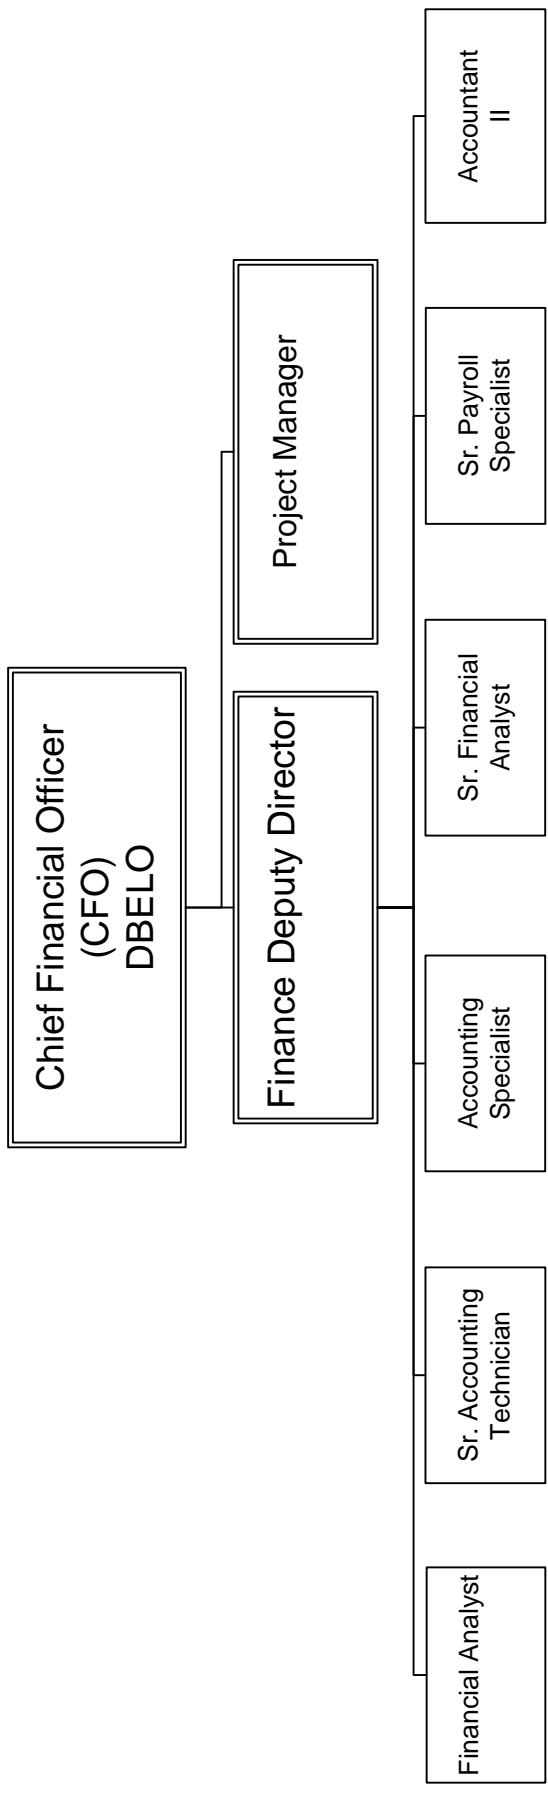 Chief Financial Officer
(CFO)
DBELO
Finance Deputy Director
Project Manager
Financial Analyst
Sr. Accounting
Technician
Accounting
Specialist
Sr. Financial
Analyst
Sr. Payroll
Specialist
Accountant
II